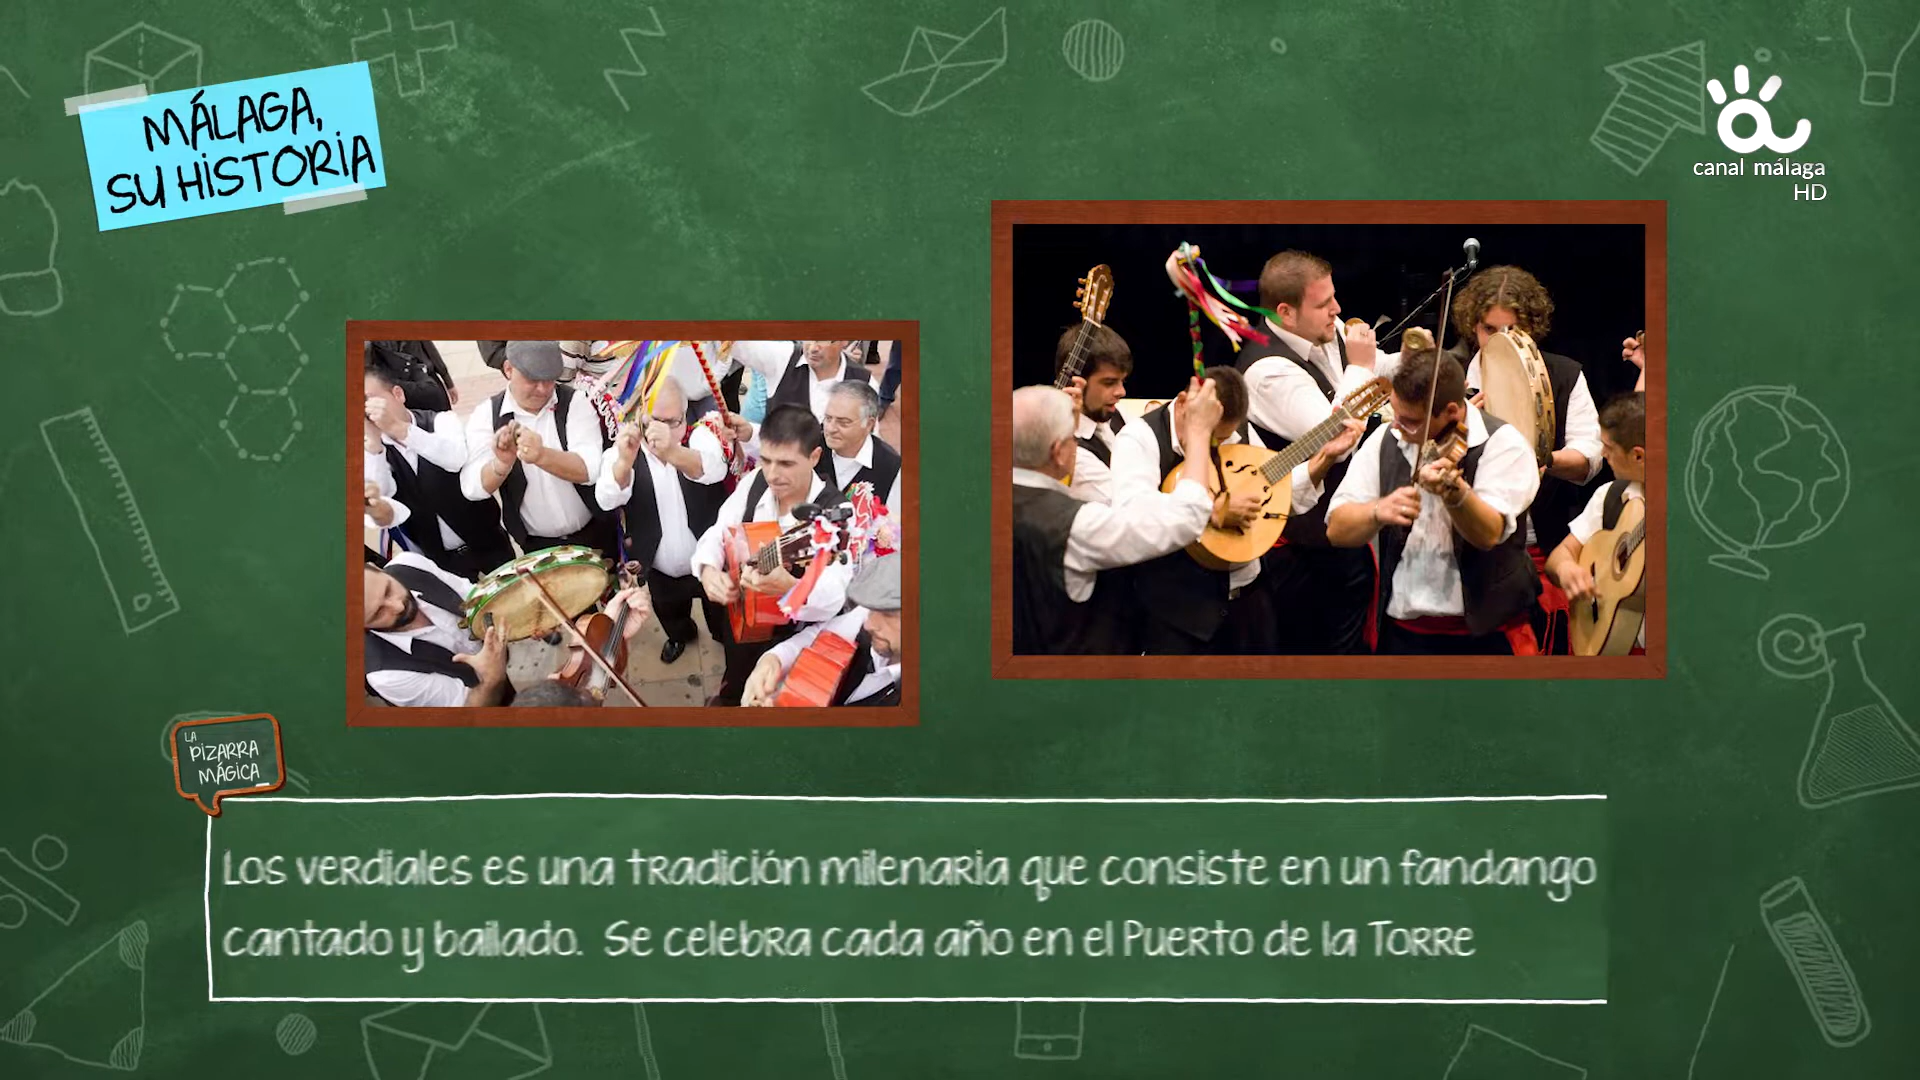 MÁLAGA,
SU HISTORIA
canal málaga
HD
LA
PIZARRA
MÁGICA
Los verdiales es una tradición milenaria que consiste en un fandango
cantado y bailado. Se celebra cada año en el Puerto de la Torre